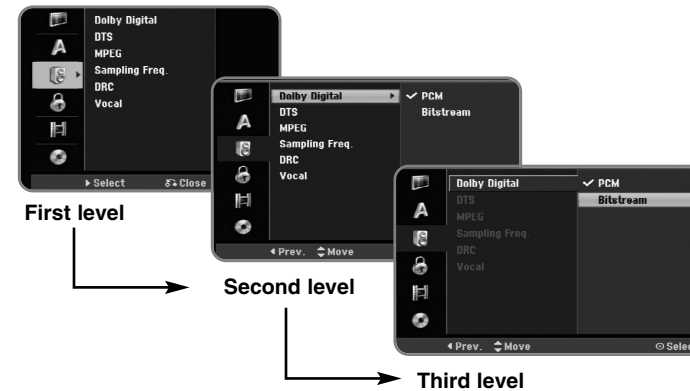 Dolby Digital
DTS
MPEG
Sampling Freq.
DRC
Vocal
A
Select Close
First level
Dolby Digital PCM
DTS Bitstream
MPEG
Sampling Freq.
DRC
Vocal
A
Prev. Move
Second level
Dolby Digital PCM
DTS Bitstream
MPEG
Sampling Freq.
DRC
Vocal
A
Prev. Move
Third level